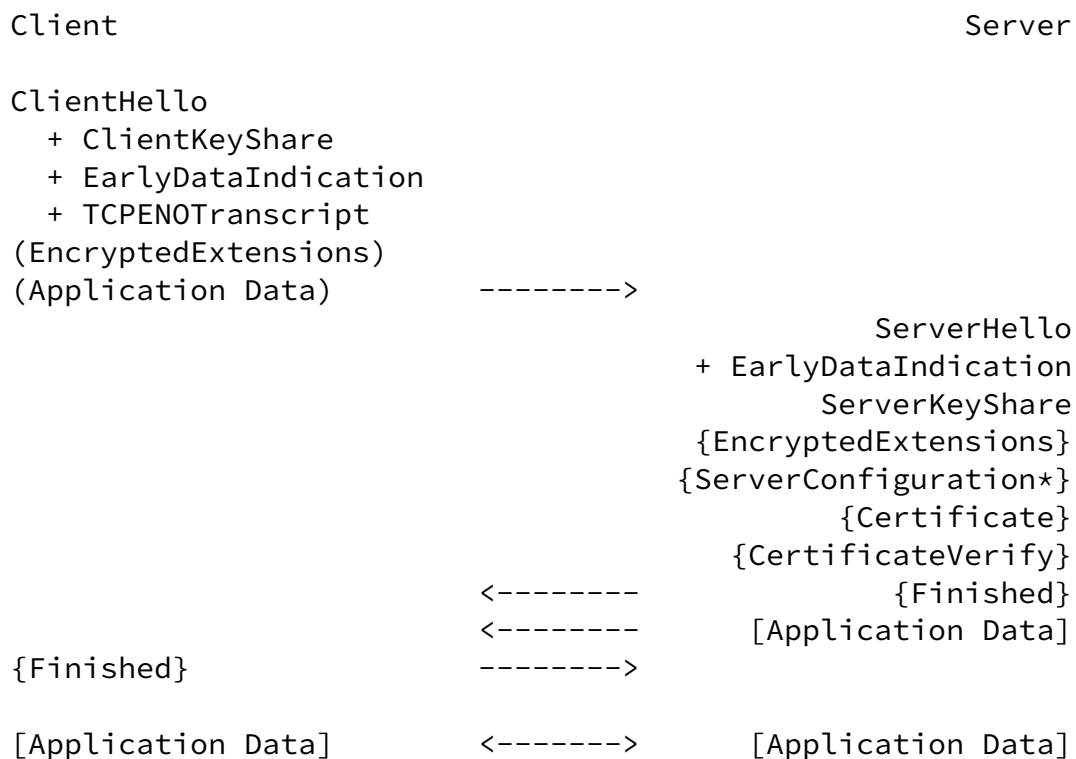 Client                                               Server

ClientHello
  + ClientKeyShare
  + EarlyDataIndication
  + TCPENOTranscript
(EncryptedExtensions)
(Application Data)        -------->
                                                ServerHello
                                      + EarlyDataIndication
                                             ServerKeyShare
                                      {EncryptedExtensions}
                                     {ServerConfiguration*}
                                              {Certificate}
                                        {CertificateVerify}
                          <--------              {Finished}
                          <--------      [Application Data]
{Finished}                -------->

[Application Data]        <------->      [Application Data]